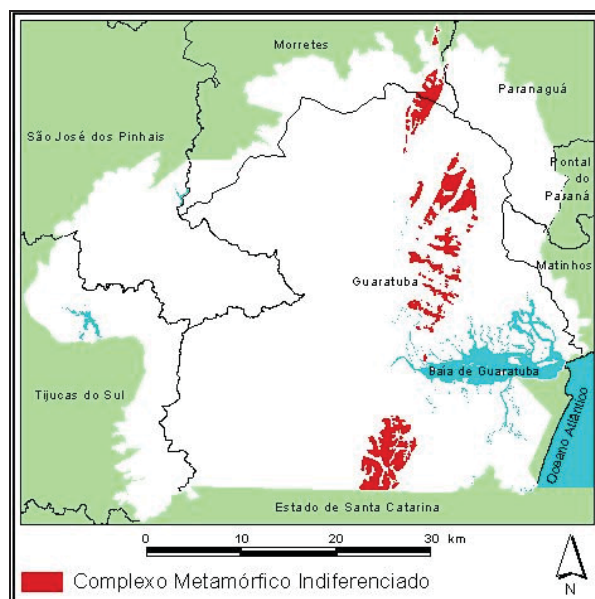 Morretes
Paranaguá
São José dos Pinhais
Pontal
do
Paraná
Matinhos
Guaratuba
Baía de Guaratuba
Tijucas do Sul
Oceano Atlântico
Estado de Santa Catarina
0 10 20 30 km
Complexo Metamórfico Indiferenciado
N